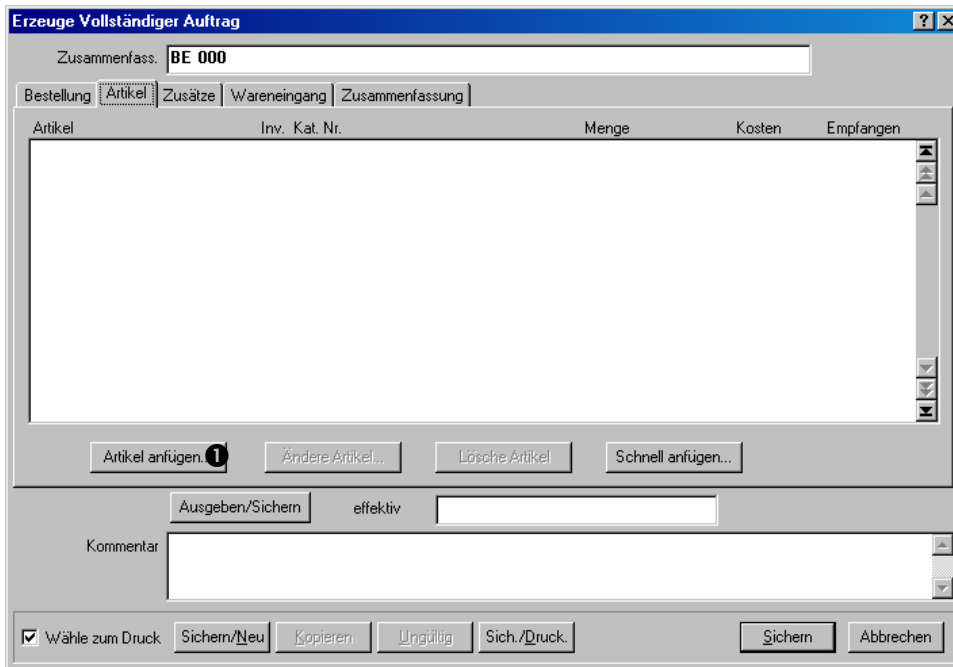 Erzeuge Vollständiger Auftrag
Zusammenfass. BE 000
Bestellung Artikel Zusätze Wareneingang Zusammenfassung
Artikel Inv. Kat. Nr. Menge Kosten Empfangen
Artikel anfügen... 1 Ändere Artikel... Lösche Artikel Schnell anfügen...
Ausgeben/Sichern effektiv
Kommentar
Wähle zum Druck Sichern/Neu Kopieren Ungültig Sich./Druck. Sichern Abbrechen